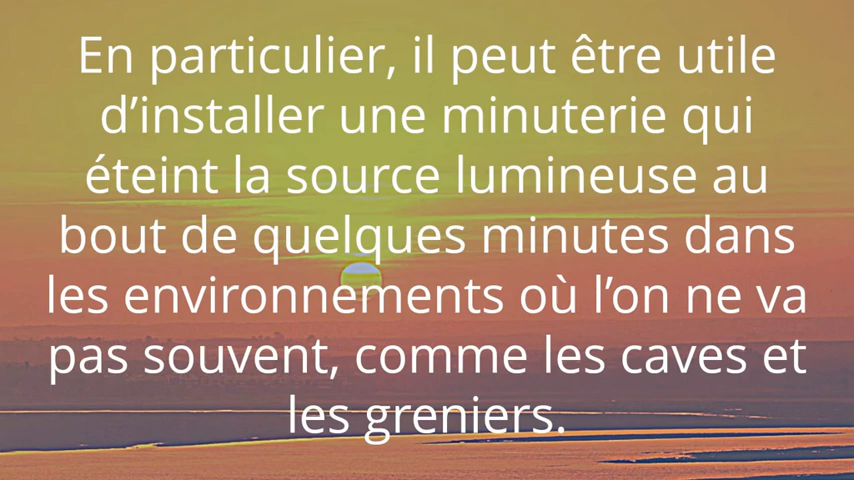 En particulier, il peut être utile
d’installer une minuterie qui
éteint la source lumineuse au
bout de quelques minutes dans
les environnements où l’on ne va
pas souvent, comme les caves et
les greniers.